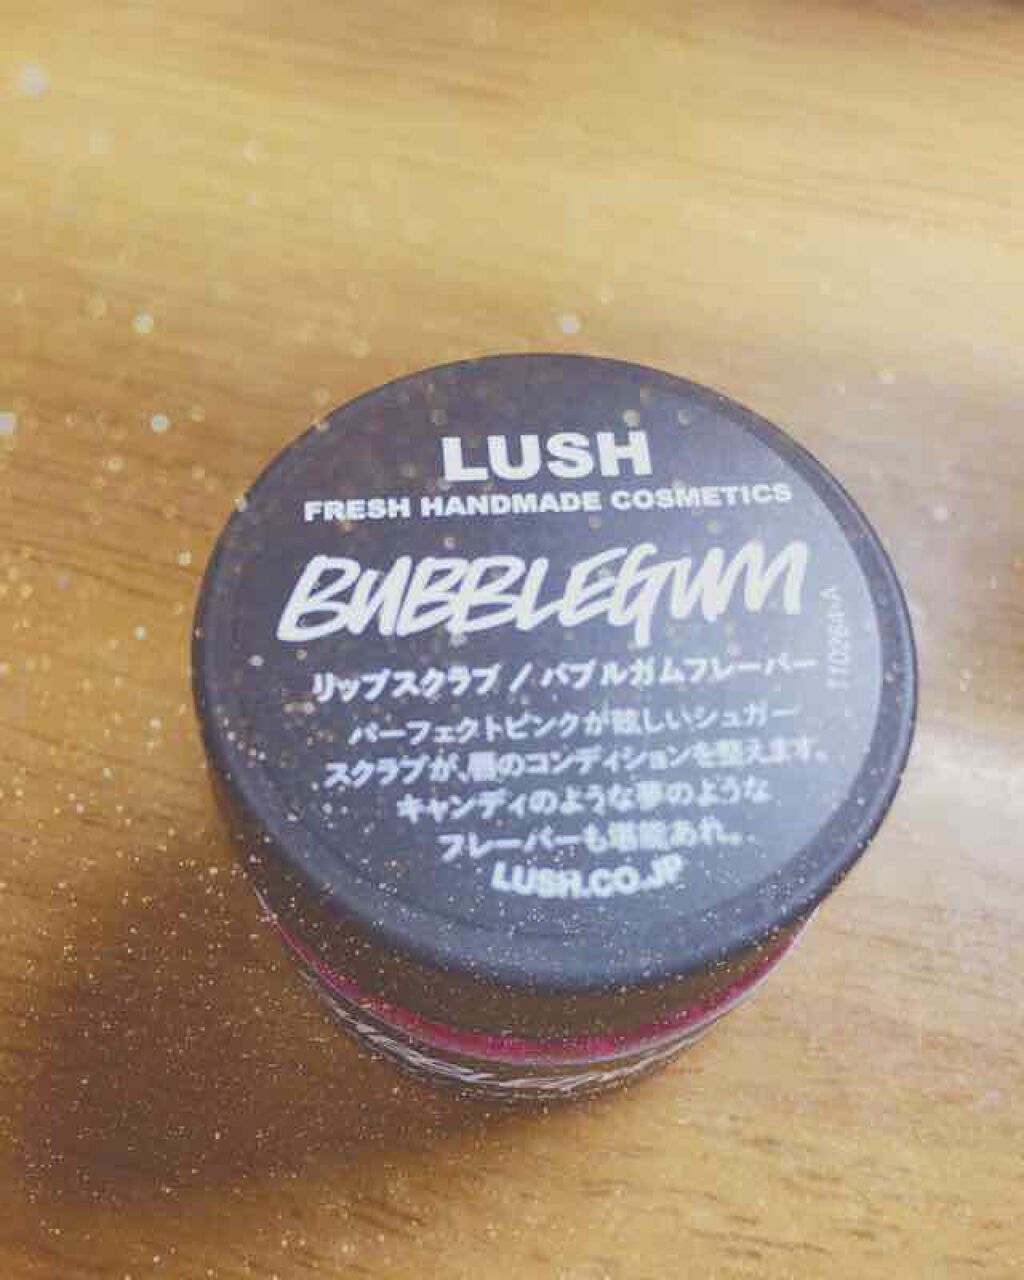 LUSH
FRESH HANDMADE COSMETICS
BUBBLEGUM
リップスクラブ / バブルガムフレーバー
パーフェクトピンクが眩しいシュガー
スクラブが、唇のコンディションを整えます。
キャンディのような夢のような
フレーバーも堪能あれ。
LUSH.CO.JP